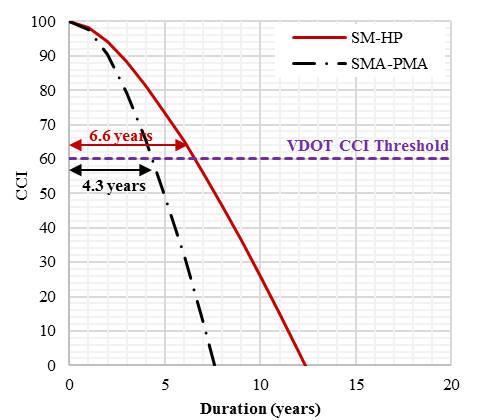 100
90
80
70
60
50
40
30
20
10
0
CCI
SM-HP
SMA-PMA
6.6 years
VDOT CCI Threshold
4.3 years
0 5 10 15 20
Duration (years)